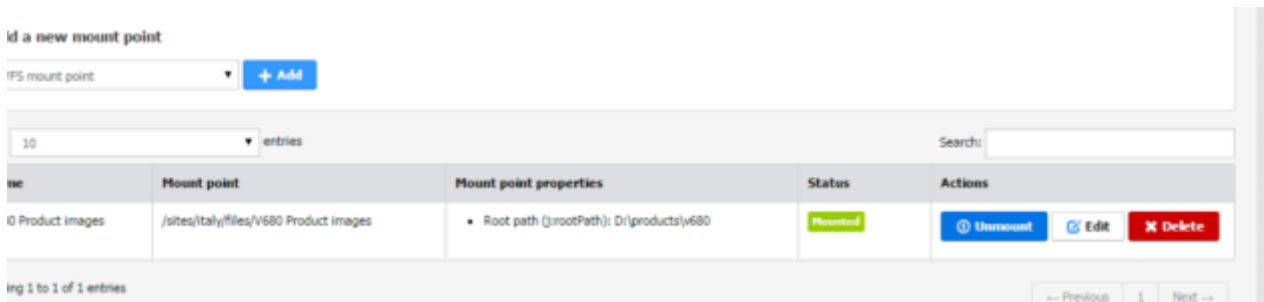 d a new mount point
FS mount point + Add
10 entries Search:
me Mount point Mount point properties Status Actions
0 Product images /sites/italy/files/V680 Product images • Root path (j:rootPath): D:\products\v680 Mounted Unmount Edit Delete
ing 1 to 1 of 1 entries ← Previous 1 Next →